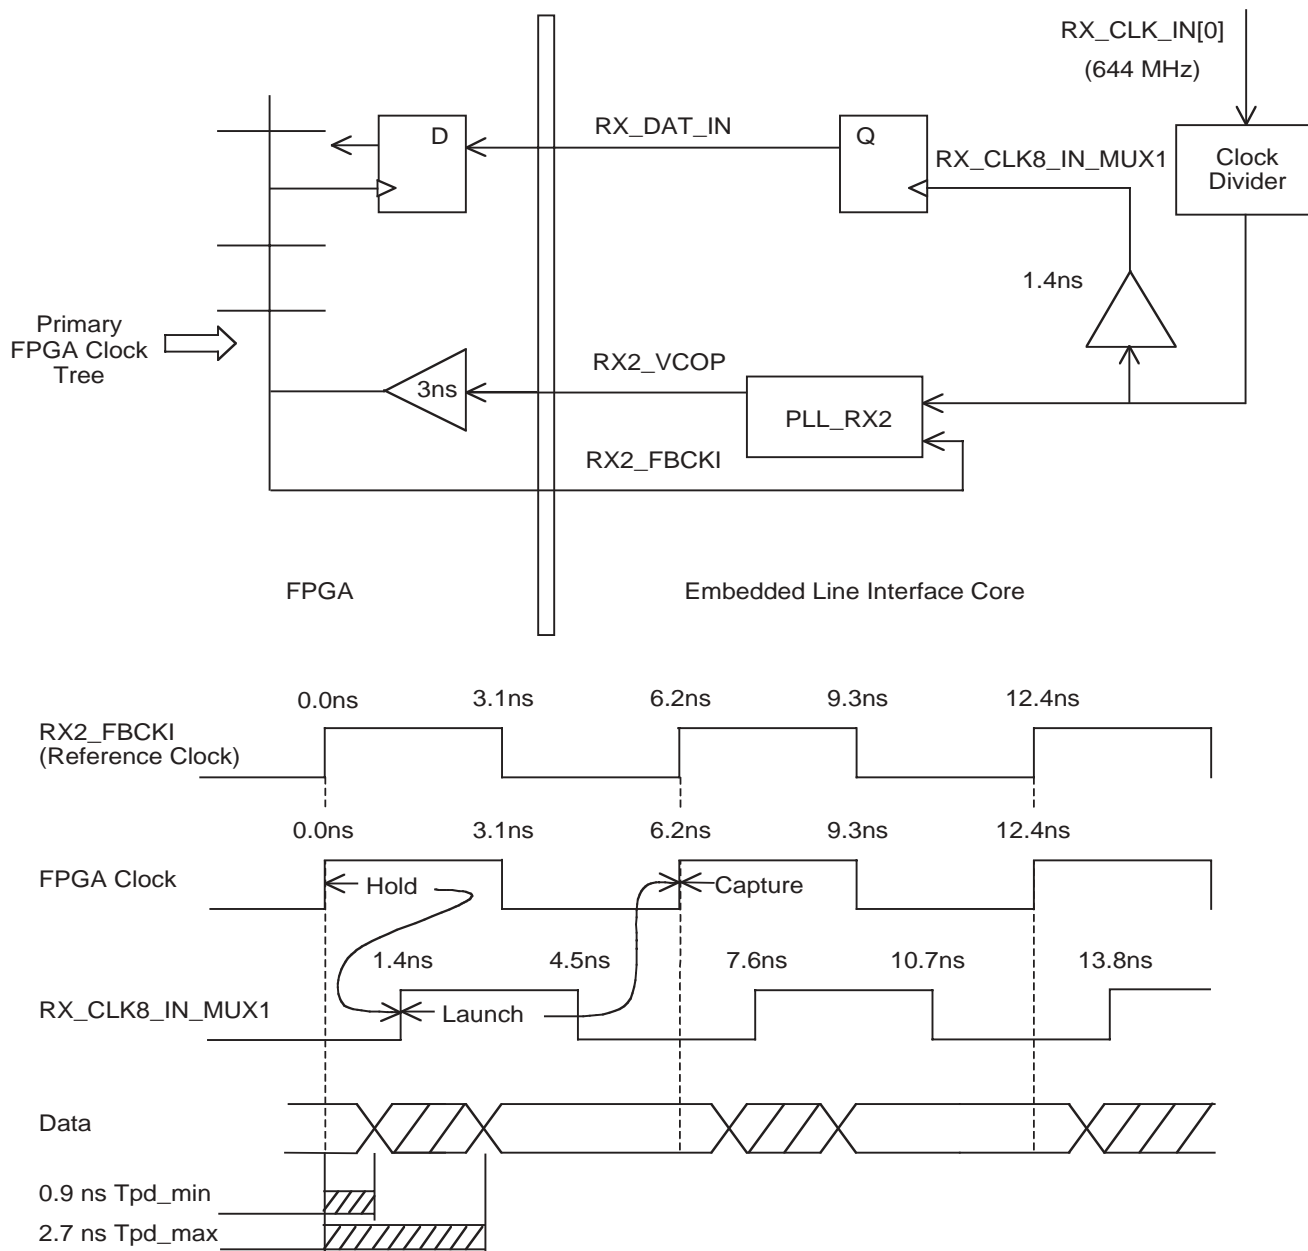 RX_CLK_IN[0]
(644 MHz)
D
RX_DAT_IN
Q
RX_CLK8_IN_MUX1
Clock
Divider
1.4ns
Primary
FPGA Clock
Tree
3ns
RX2_VCOP
PLL_RX2
RX2_FBCKI
FPGA
Embedded Line Interface Core
0.0ns
3.1ns
6.2ns
9.3ns
12.4ns
RX2_FBCKI
(Reference Clock)
0.0ns
3.1ns
6.2ns
9.3ns
12.4ns
FPGA Clock
Hold
Capture
1.4ns
4.5ns
7.6ns
10.7ns
13.8ns
RX_CLK8_IN_MUX1
Launch
Data
0.9 ns Tpd_min
2.7 ns Tpd_max